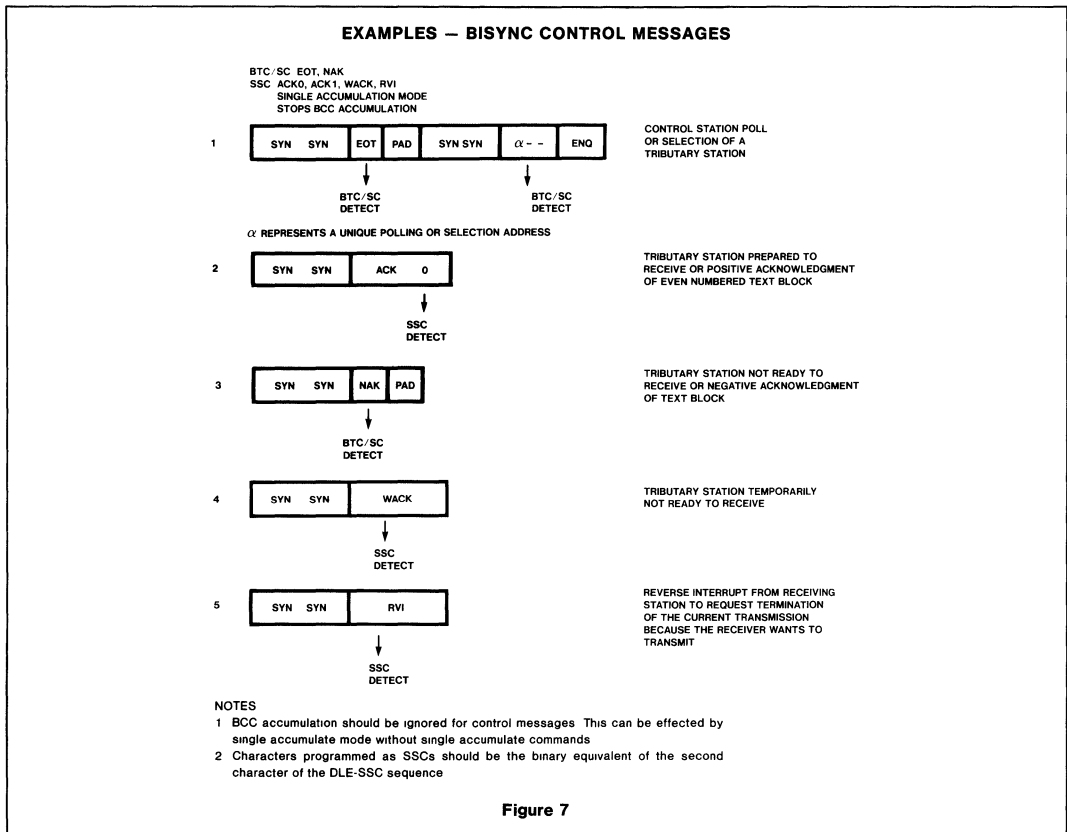 EXAMPLES — BISYNC CONTROL MESSAGES
BTC/SC EOT, NAK
SSC ACK0, ACK1, WACK, RVI
SINGLE ACCUMULATION MODE
STOPS BCC ACCUMULATION
1 SYN SYN EOT PAD SYN SYN α - - ENQ
CONTROL STATION POLL
OR SELECTION OF A
TRIBUTARY STATION
BTC/SC
DETECT
BTC/SC
DETECT
α REPRESENTS A UNIQUE POLLING OR SELECTION ADDRESS
2 SYN SYN ACK 0
TRIBUTARY STATION PREPARED TO
RECEIVE OR POSITIVE ACKNOWLEDGMENT
OF EVEN NUMBERED TEXT BLOCK
SSC
DETECT
3 SYN SYN NAK PAD
TRIBUTARY STATION NOT READY TO
RECEIVE OR NEGATIVE ACKNOWLEDGMENT
OF TEXT BLOCK
BTC/SC
DETECT
4 SYN SYN WACK
TRIBUTARY STATION TEMPORARILY
NOT READY TO RECEIVE
SSC
DETECT
5 SYN SYN RVI
REVERSE INTERRUPT FROM RECEIVING
STATION TO REQUEST TERMINATION
OF THE CURRENT TRANSMISSION
BECAUSE THE RECEIVER WANTS TO
TRANSMIT
SSC
DETECT
NOTES
1 BCC accumulation should be ignored for control messages This can be effected by
single accumulate mode without single accumulate commands
2 Characters programmed as SSCs should be the binary equivalent of the second
character of the DLE-SSC sequence
Figure 7